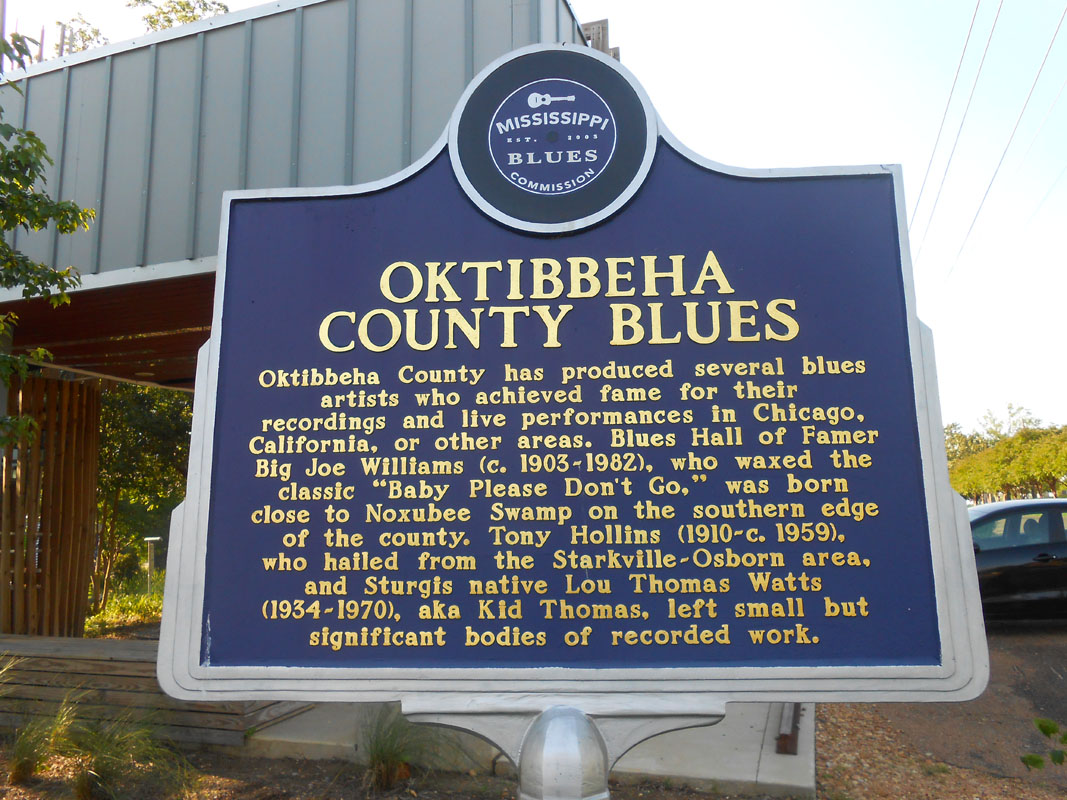 MISSISSIPPI
EST. 2003
BLUES
COMMISSION
OKTIBBEHA
COUNTY BLUES
Oktibbeha County has produced several blues
artists who achieved fame for their
recordings and live performances in Chicago,
California, or other areas. Blues Hall of Famer
Big Joe Williams (c. 1903-1982), who waxed the
classic "Baby Please Don't Go," was born
close to Noxubee Swamp on the southern edge
of the county. Tony Hollins (1910-c. 1959),
who hailed from the Starkville-Osborn area,
and Sturgis native Lou Thomas Watts
(1934-1970), aka Kid Thomas, left small but
significant bodies of recorded work.